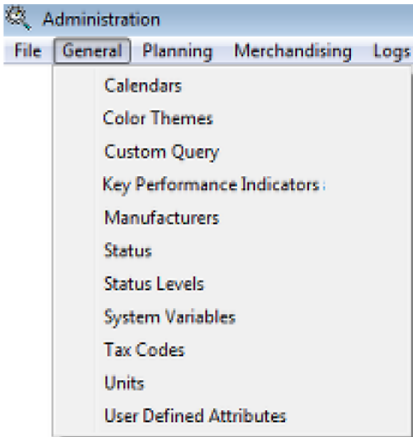 Administration
File General Planning Merchandising Logs
Calendars
Color Themes
Custom Query
Key Performance Indicators
Manufacturers
Status
Status Levels
System Variables
Tax Codes
Units
User Defined Attributes